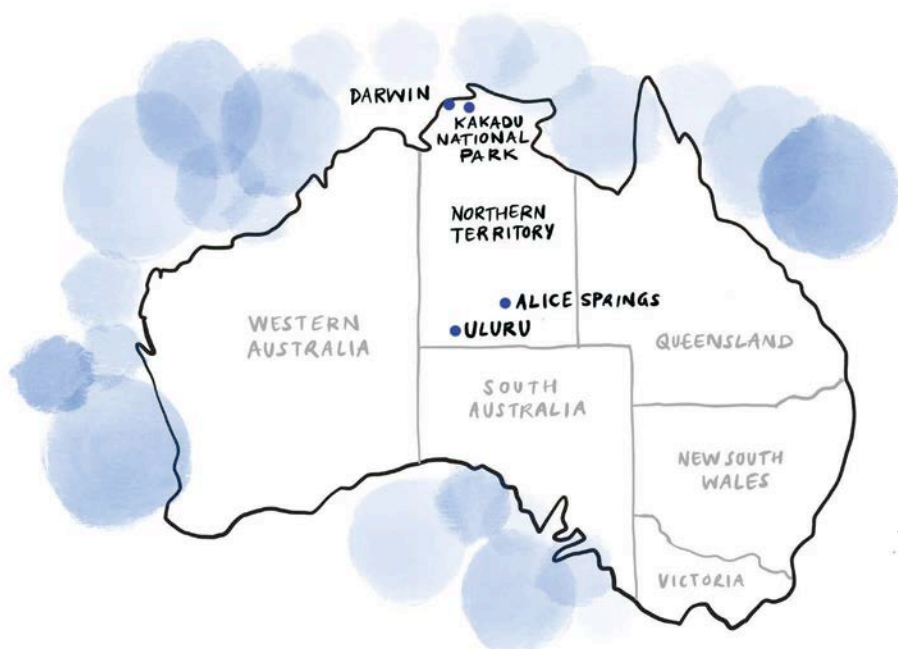 DARWIN
KAKADU
NATIONAL
PARK
NORTHERN
TERRITORY
ALICE SPRINGS
ULURU
WESTERN
AUSTRALIA
QUEENSLAND
SOUTH
AUSTRALIA
NEW SOUTH
WALES
VICTORIA